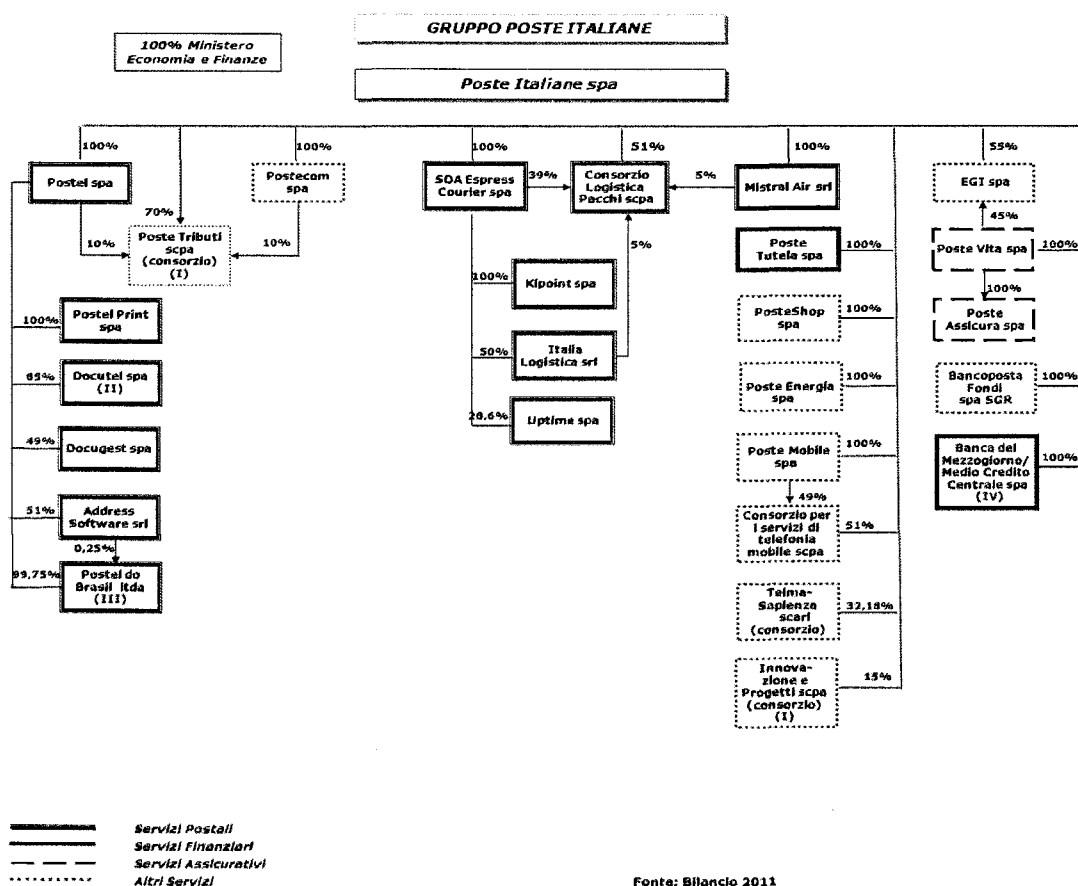 GRUPPO POSTE ITALIANE
100% Ministero
Economia e Finanze
Poste Italiane spa
100%
100%
100%
51%
100%
55%
Postel spa
Postecom
spa
SDA Espress
Courier spa
39%
Consorzio
Logistica
Pacchi scpa
5%
Mistral Air srl
EGI spa
70%
10%
Poste Tributi
scpa
(consorzio)
(I)
10%
5%
45%
Poste
Tutela spa
100%
Poste Vita spa
100%
100%
Kipoint spa
100%
Postel Print
spa
100%
PosteShop
spa
100%
Poste
Assicura spa
50%
Italia
Logistica srl
65%
Docutel spa
(II)
Poste Energia
spa
100%
Bancoposta
Fondi
spa SGR
100%
28,6%
Uptime spa
49%
Docugest spa
Poste Mobile
spa
100%
Banca del
Mezzogiorno/
Medio Credito
Centrale spa
(IV)
100%
49%
51%
Address
Software srl
Consorzio per
i servizi di
telefonia
mobile scpa
51%
0,25%
99,75%
Postel do
Brasil ltda
(III)
Telma-
Sapienza
scarl
(consorzio)
32,18%
Innova-
zione e
Progetti scpa
(consorzio)
(I)
15%
Servizi Postali
Servizi Finanziari
Servizi Assicurativi
Altri Servizi
Fonte: Bilancio 2011